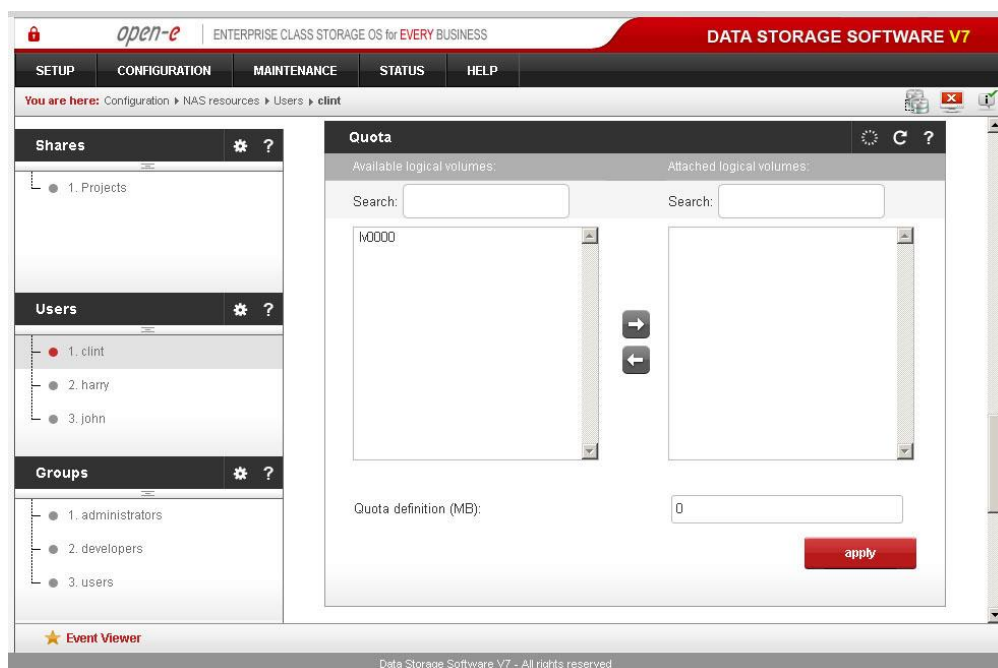 open-e ENTERPRISE CLASS STORAGE OS for EVERY BUSINESS
DATA STORAGE SOFTWARE V7
SETUP CONFIGURATION MAINTENANCE STATUS HELP
You are here: Configuration NAS resources Users clint
Shares ?
1. Projects
Users ?
1. clint
2. harry
3. john
Groups ?
1. administrators
2. developers
3. users
Quota ?
Available logical volumes: Attached logical volumes:
Search: Search:
lv0000
Quota definition (MB): 0
apply
Event Viewer
Data Storage Software V7 - All rights reserved